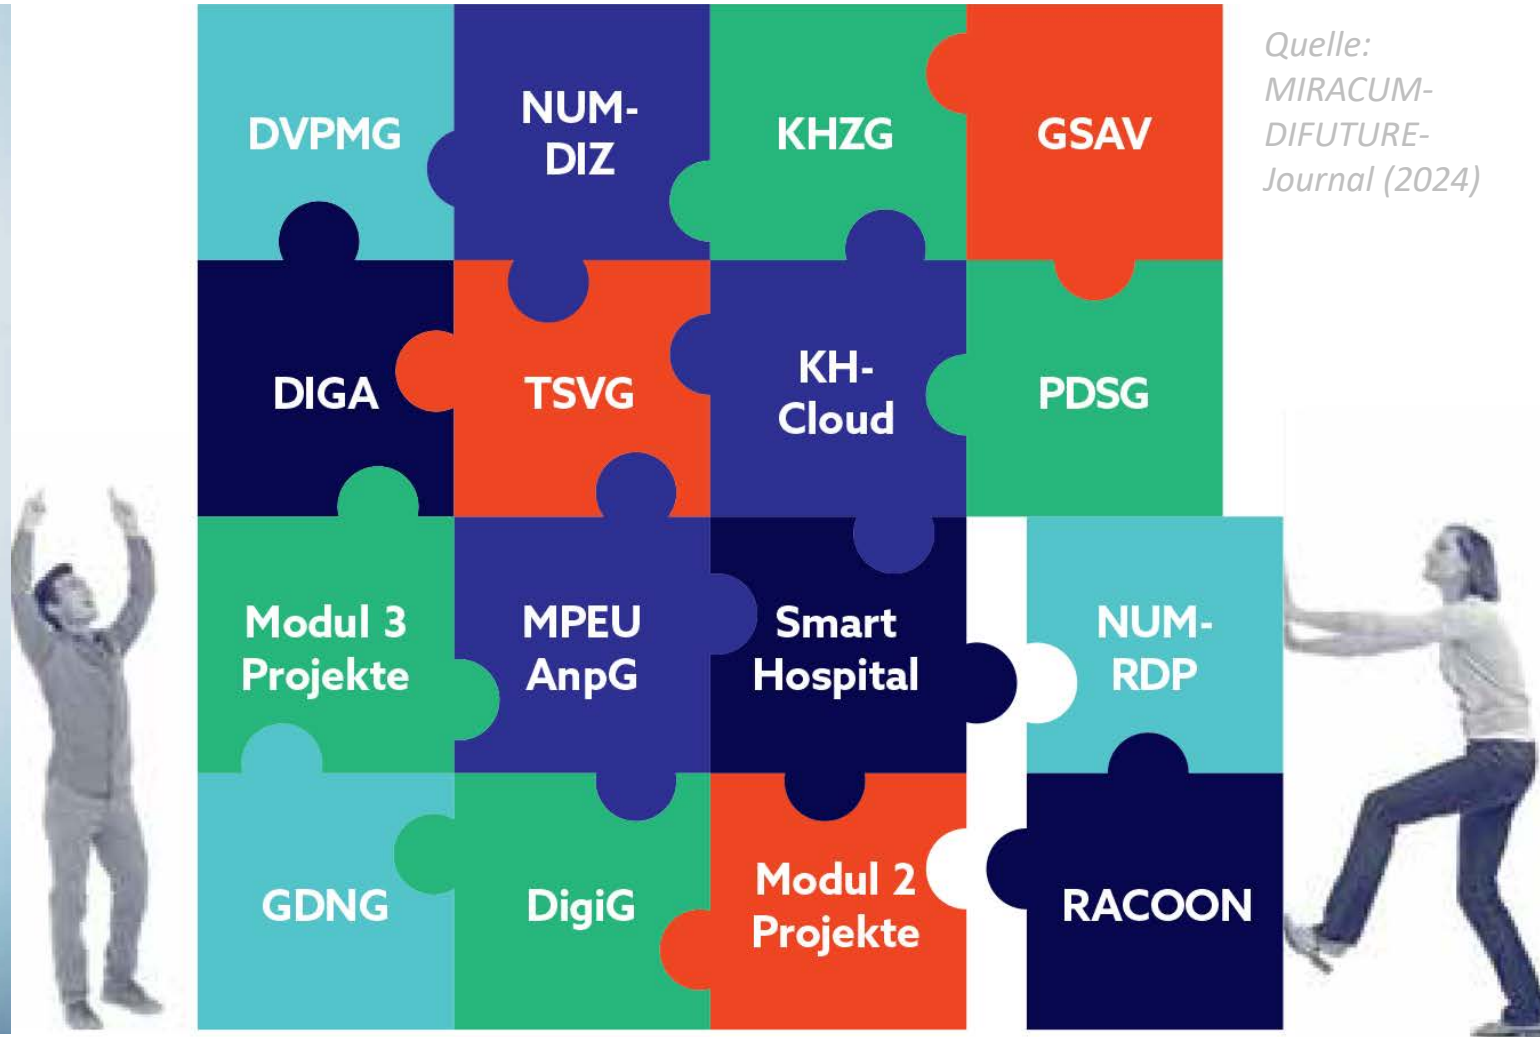 DVPMG
NUM-
DIZ
KHZG
GSAV
Quelle:
MIRACUM-
DIFUTURE-
Journal (2024)
DIGA
TSVG
KH-
Cloud
PDSG
Modul 3
Projekte
MPEU
AnpG
Smart
Hospital
NUM-
RDP
GDNG
DigiG
Modul 2
Projekte
RACOON